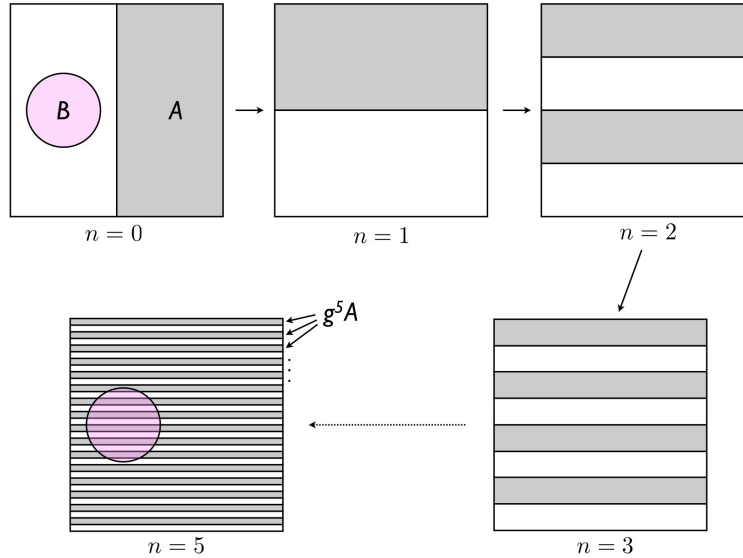 B A
n = 0
n = 1
n = 2
g⁵A
n = 5
n = 3